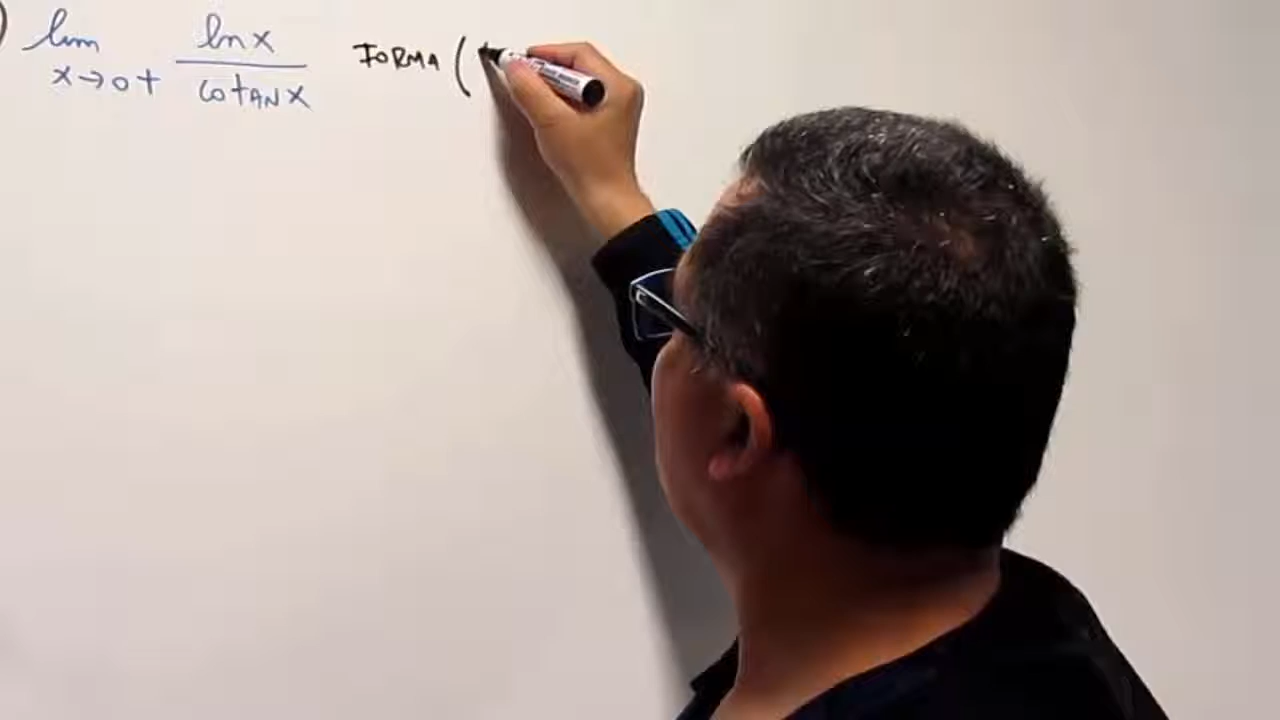 ) lim ln x FORMA (
x→0+ cotan x